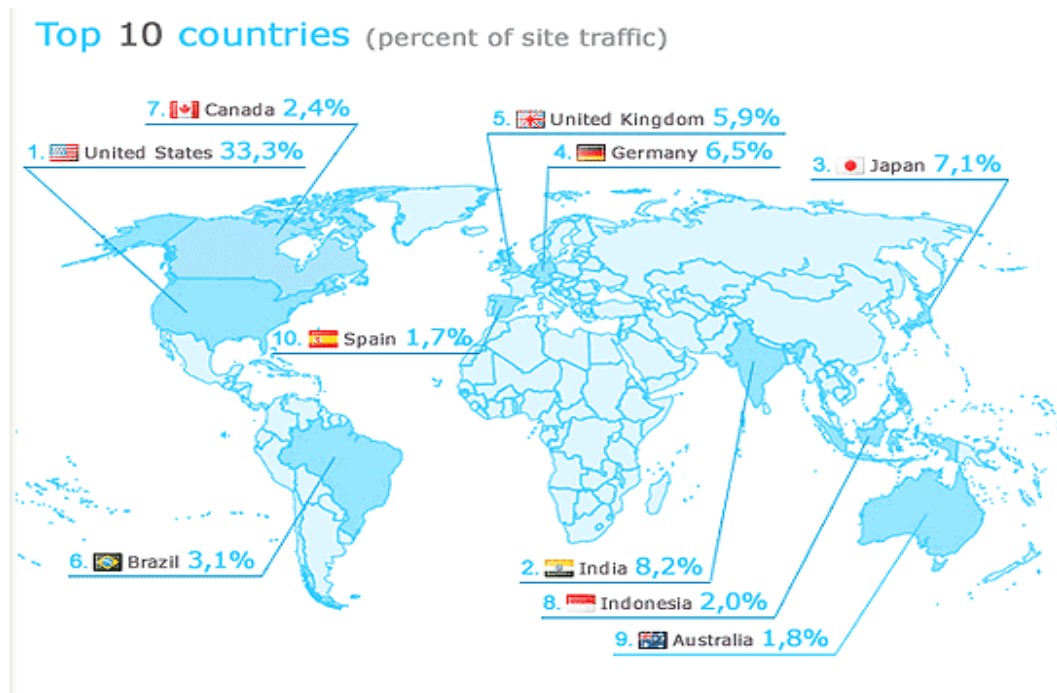 Top 10 countries (percent of site traffic)
7. Canada 2,4%
1. United States 33,3%
5. United Kingdom 5,9%
4. Germany 6,5%
3. Japan 7,1%
10. Spain 1,7%
6. Brazil 3,1%
2. India 8,2%
8. Indonesia 2,0%
9. Australia 1,8%